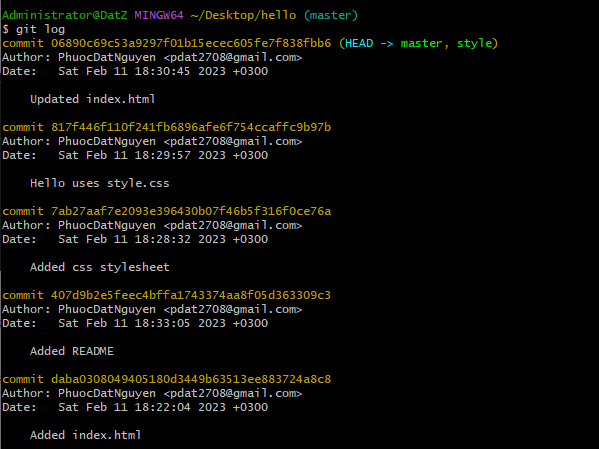 Administrator@DatZ MINGW64 ~/Desktop/hello (master)
$ git log
commit 06890c69c53a9297f01b15ecec605fe7f838fbb6 (HEAD -> master, style)
Author: PhuocDatNguyen <pdat2708@gmail.com>
Date:   Sat Feb 11 18:30:45 2023 +0300
Updated index.html
commit 817f446f110f241fb6896afe6f754ccaffc9b97b
Author: PhuocDatNguyen <pdat2708@gmail.com>
Date:   Sat Feb 11 18:29:57 2023 +0300
Hello uses style.css
commit 7ab27aaf7e2093e396430b07f46b5f316f0ce76a
Author: PhuocDatNguyen <pdat2708@gmail.com>
Date:   Sat Feb 11 18:28:32 2023 +0300
Added css stylesheet
commit 407d9b2e5feec4bffa1743374aa8f05d363309c3
Author: PhuocDatNguyen <pdat2708@gmail.com>
Date:   Sat Feb 11 18:33:05 2023 +0300
Added README
commit daba0308049405180d3449b63513ee883724a8c8
Author: PhuocDatNguyen <pdat2708@gmail.com>
Date:   Sat Feb 11 18:22:04 2023 +0300
Added index.html